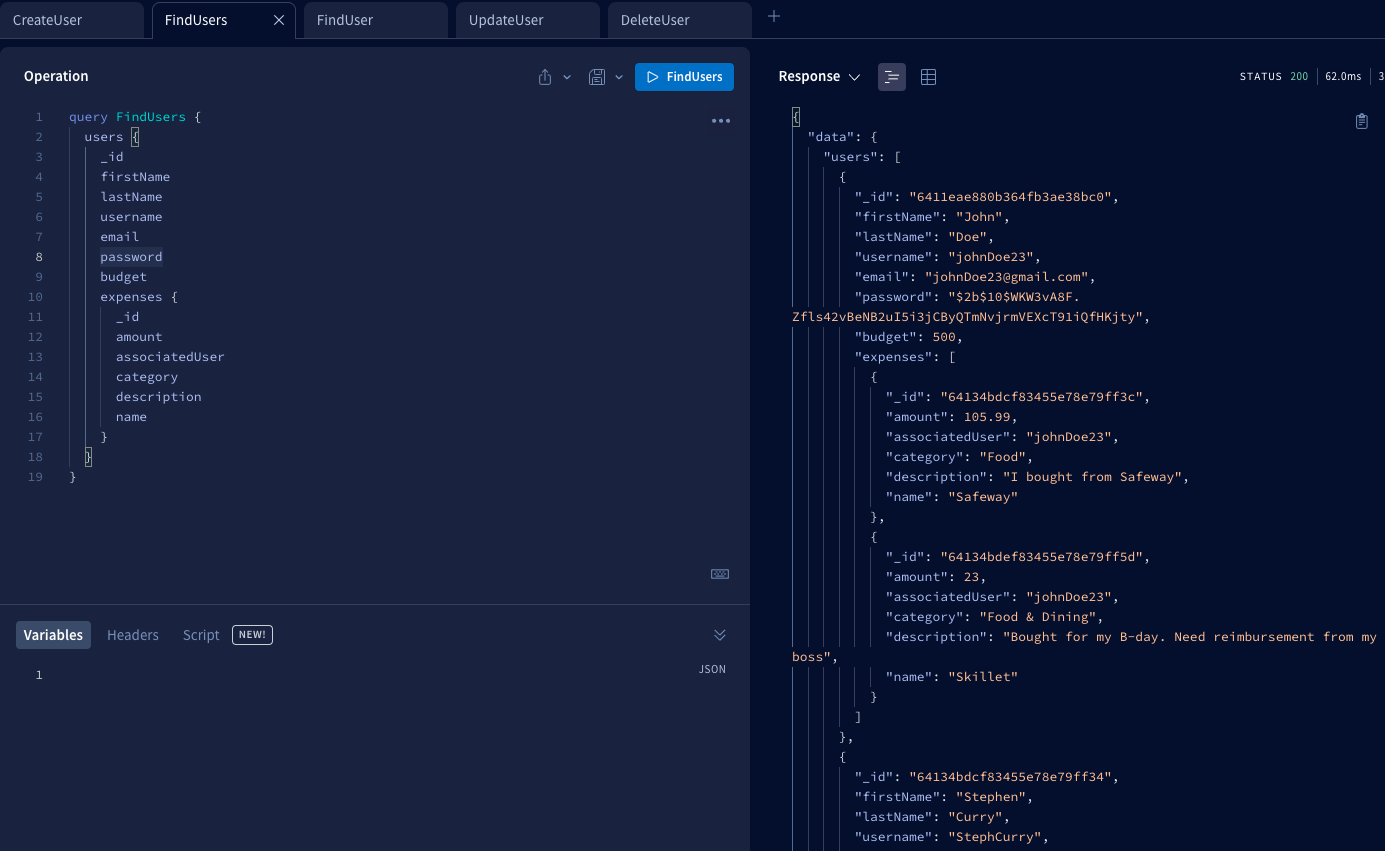 CreateUser
FindUsers
FindUser
UpdateUser
DeleteUser
Operation
FindUsers
1 query FindUsers {
2 users {
3 _id
4 firstName
5 lastName
6 username
7 email
8 password
9 budget
10 expenses {
11 _id
12 amount
13 associatedUser
14 category
15 description
16 name
17 }
18 }
19 }
Variables
Headers
Script
NEW!
JSON
1
Response
STATUS 200
62.0ms
3
{
"data": {
"users": [
{
"_id": "6411eae880b364fb3ae38bc0",
"firstName": "John",
"lastName": "Doe",
"username": "johnDoe23",
"email": "johnDoe23@gmail.com",
"password": "$2b$10$WKW3vA8F.
Zfls42vBeNB2uI5i3jCByQTmNvjrmVEXcT91iQfHKjty",
"budget": 500,
"expenses": [
{
"_id": "64134bdcf83455e78e79ff3c",
"amount": 105.99,
"associatedUser": "johnDoe23",
"category": "Food",
"description": "I bought from Safeway",
"name": "Safeway"
},
{
"_id": "64134bdef83455e78e79ff5d",
"amount": 23,
"associatedUser": "johnDoe23",
"category": "Food & Dining",
"description": "Bought for my B-day. Need reimbursement from my
boss",
"name": "Skillet"
}
]
},
{
"_id": "64134bdcf83455e78e79ff34",
"firstName": "Stephen",
"lastName": "Curry",
"username": "StephCurry",